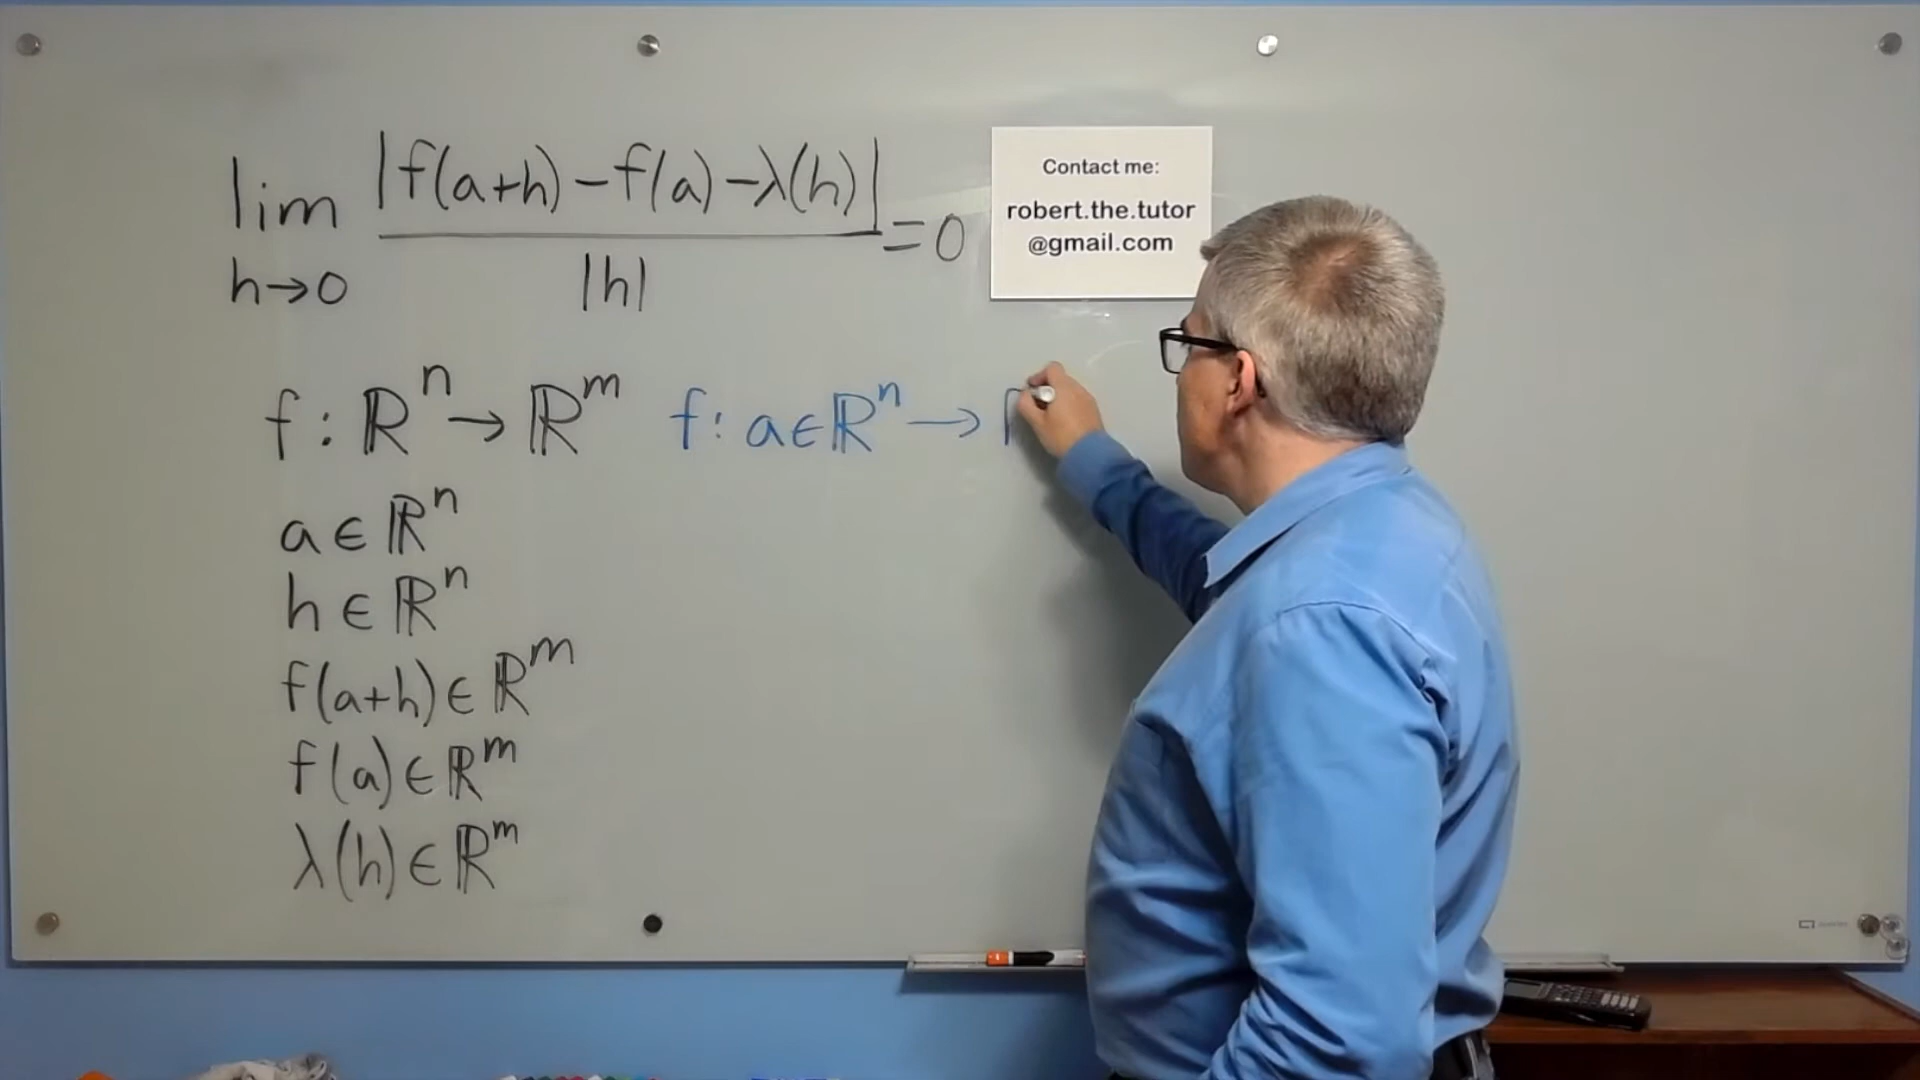 lim h→0 |f(a+h)-f(a)-λ(h)| / |h| = 0
Contact me:
robert.the.tutor
@gmail.com
f : ℝⁿ → ℝᵐ f : a∈ℝⁿ →
a ∈ ℝⁿ
h ∈ ℝⁿ
f(a+h) ∈ ℝᵐ
f(a) ∈ ℝᵐ
λ(h) ∈ ℝᵐ